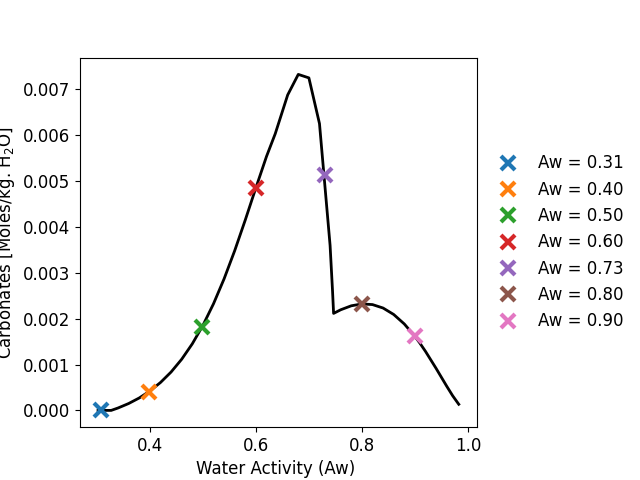 0.007
0.006
0.005
0.004
0.003
0.002
0.001
0.000
Carbonates [Moles/kg. H₂O]
0.4 0.6 0.8 1.0
Water Activity (Aw)
Aw = 0.31
Aw = 0.40
Aw = 0.50
Aw = 0.60
Aw = 0.73
Aw = 0.80
Aw = 0.90